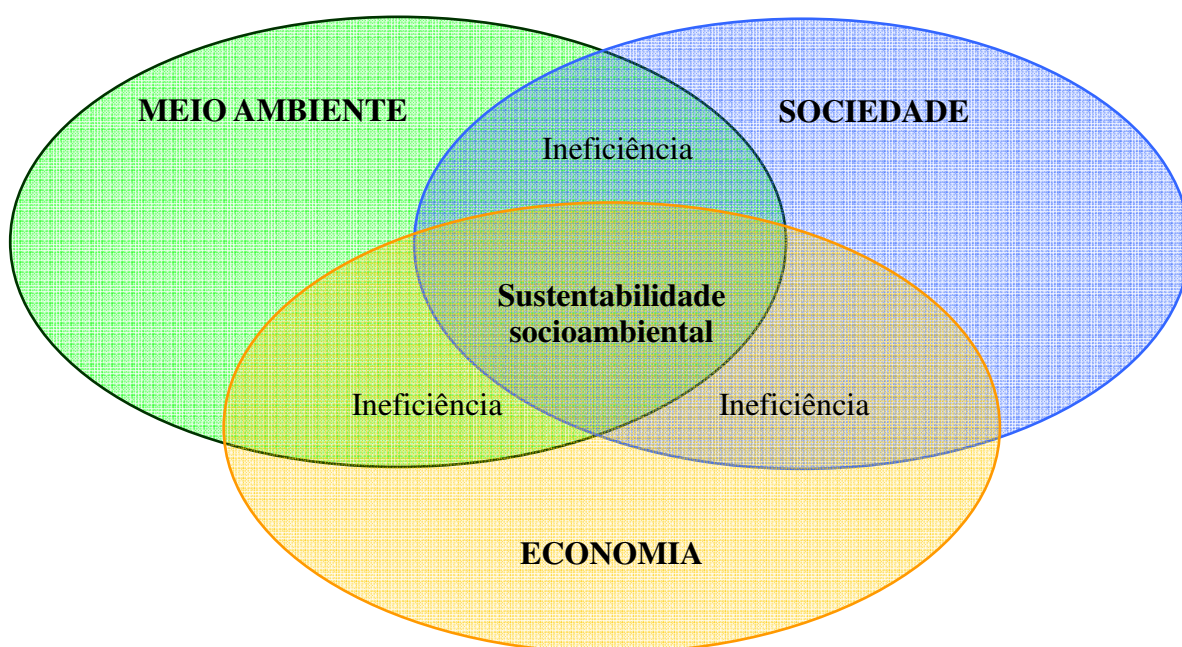 MEIO AMBIENTE
SOCIEDADE
Ineficiência
Sustentabilidade
socioambiental
Ineficiência
Ineficiência
ECONOMIA